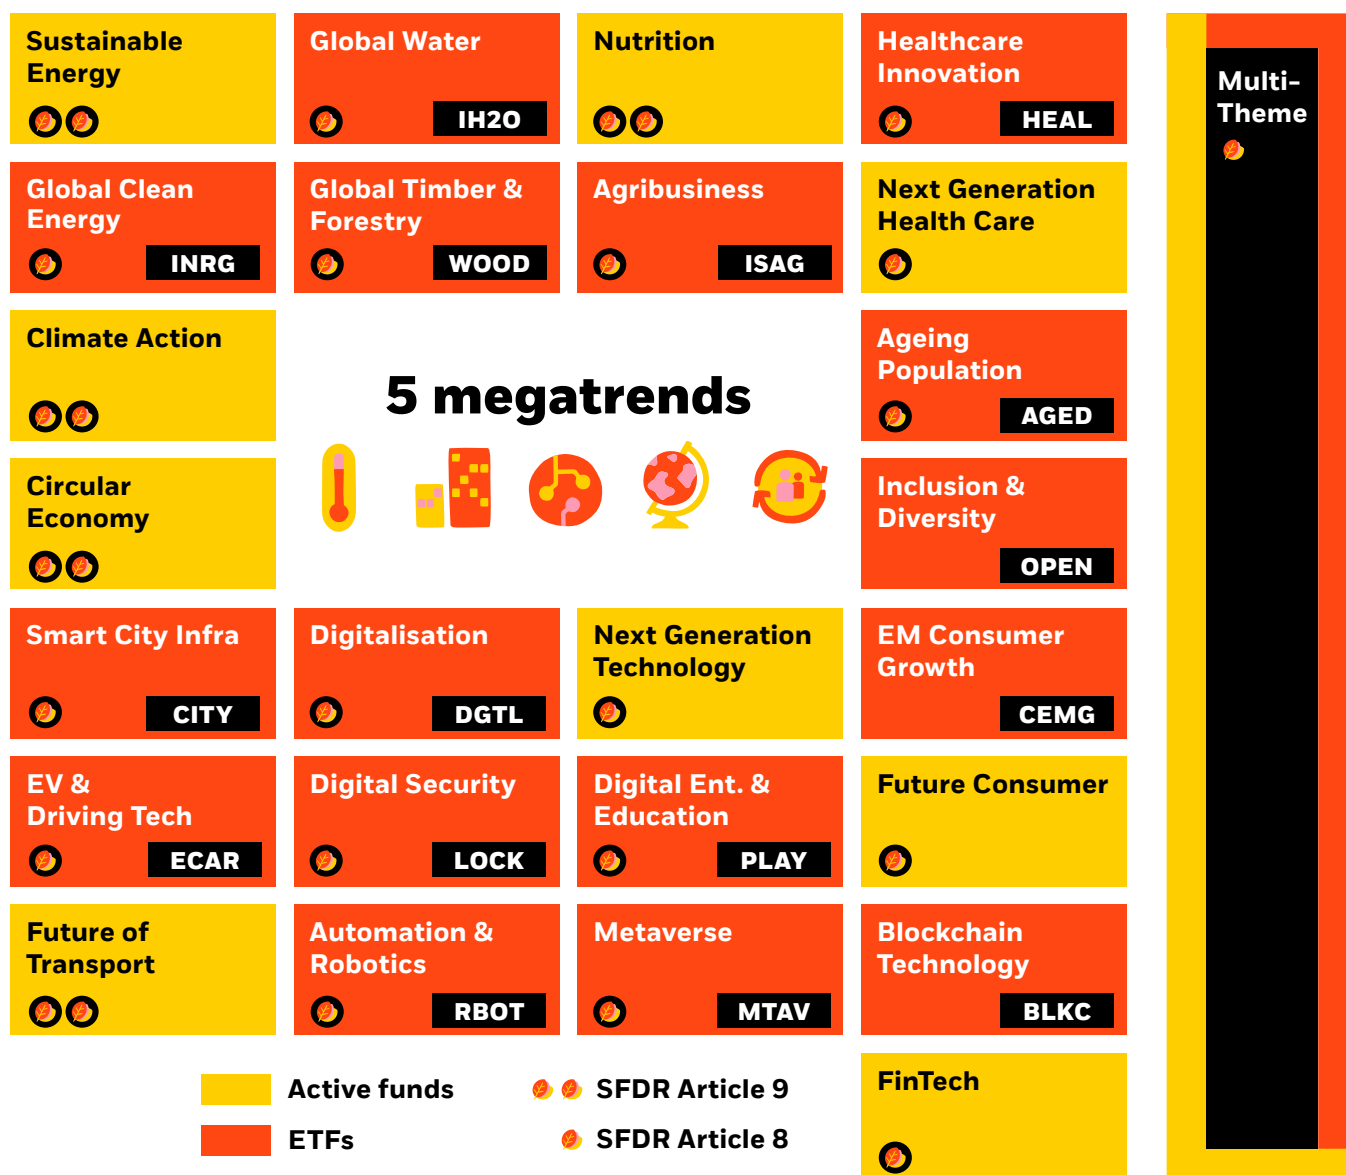 Sustainable
Energy
Global Water
IH2O
Nutrition
Healthcare
Innovation
HEAL
Multi-
Theme
Global Clean
Energy
INRG
Global Timber &
Forestry
WOOD
Agribusiness
ISAG
Next Generation
Health Care
Climate Action
5 megatrends
Ageing
Population
AGED
Circular
Economy
Inclusion &
Diversity
OPEN
Smart City Infra
CITY
Digitalisation
DGTL
Next Generation
Technology
EM Consumer
Growth
CEMG
EV &
Driving Tech
ECAR
Digital Security
LOCK
Digital Ent. &
Education
PLAY
Future Consumer
Future of
Transport
Automation &
Robotics
RBOT
Metaverse
MTAV
Blockchain
Technology
BLKC
FinTech
Active funds
SFDR Article 9
ETFs
SFDR Article 8